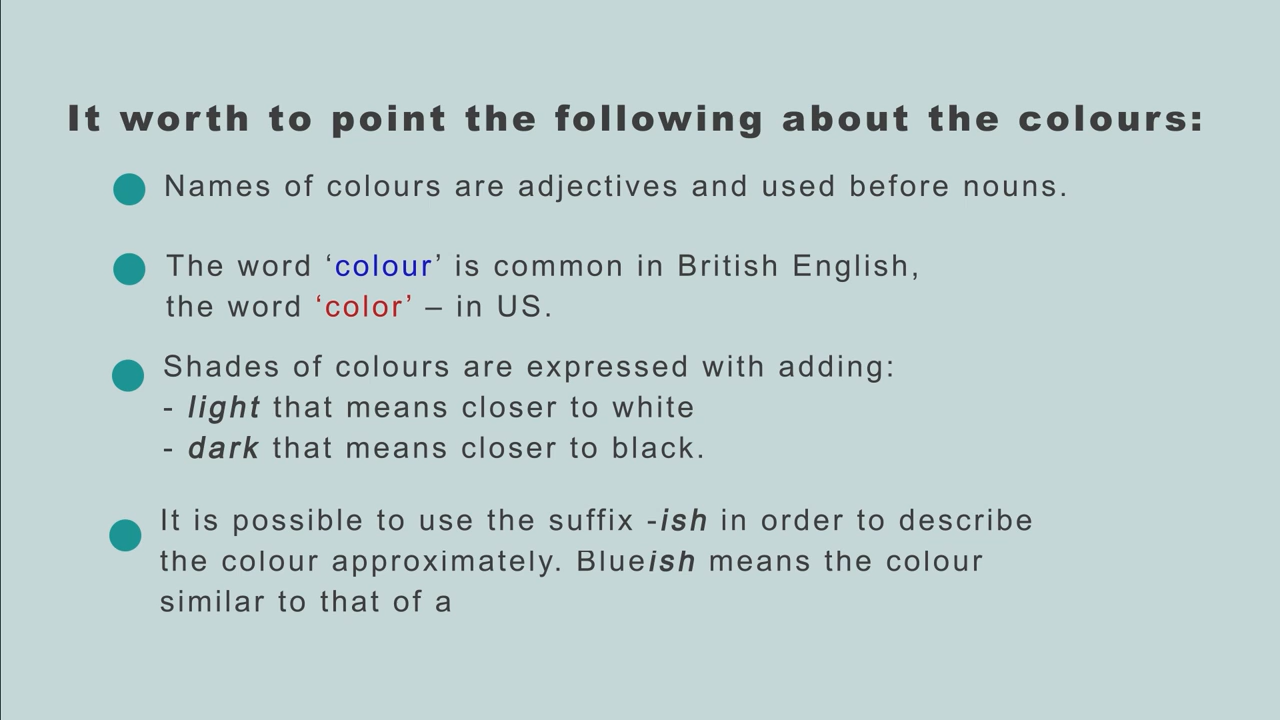 It worth to point the following about the colours:
Names of colours are adjectives and used before nouns.
The word ‘colour’ is common in British English,
the word ‘color’ – in US.
Shades of colours are expressed with adding:
- light that means closer to white
- dark that means closer to black.
It is possible to use the suffix -ish in order to describe
the colour approximately. Blueish means the colour
similar to that of a